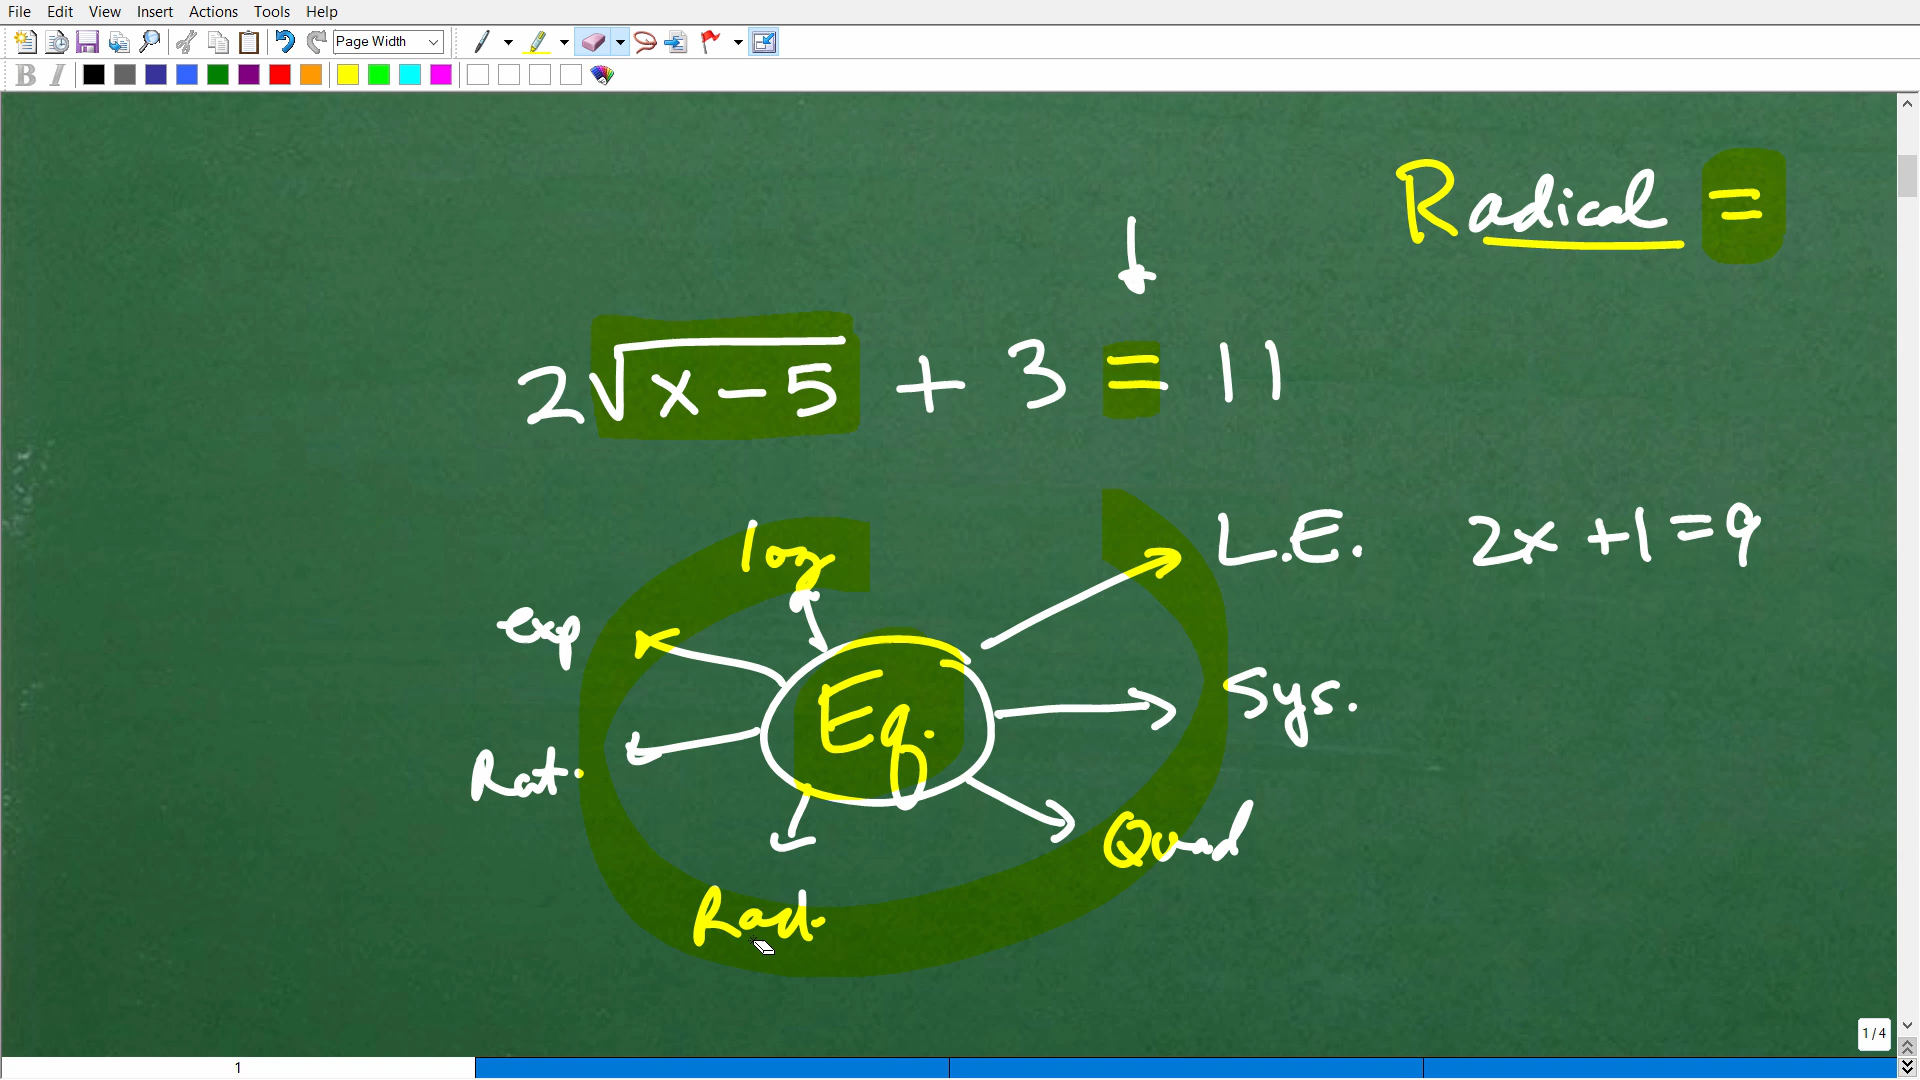 File Edit View Insert Actions Tools Help
Page Width
B I
Radical =
2√x-5 + 3 = 11
log
L.E. 2x +1=9
exp
Eq.
Sys.
Rat.
Quad
Rad.
1 / 4
1